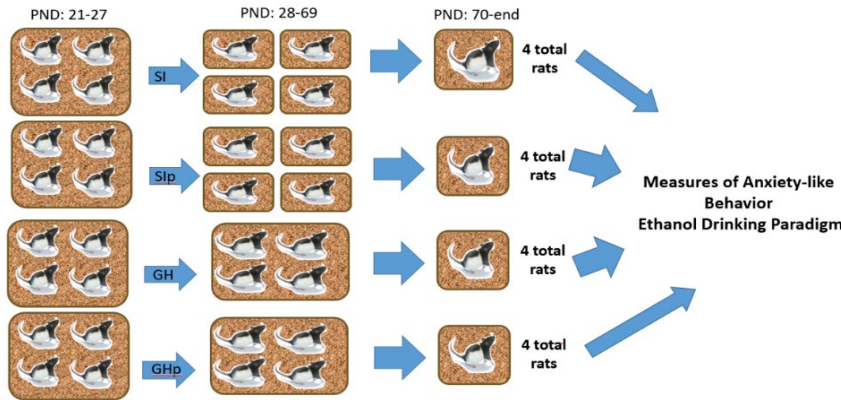 PND: 21-27
PND: 28-69
PND: 70-end
SI
4 total
rats
SIp
4 total
rats
Measures of Anxiety-like
Behavior
Ethanol Drinking Paradigm
GH
4 total
rats
GHp
4 total
rats